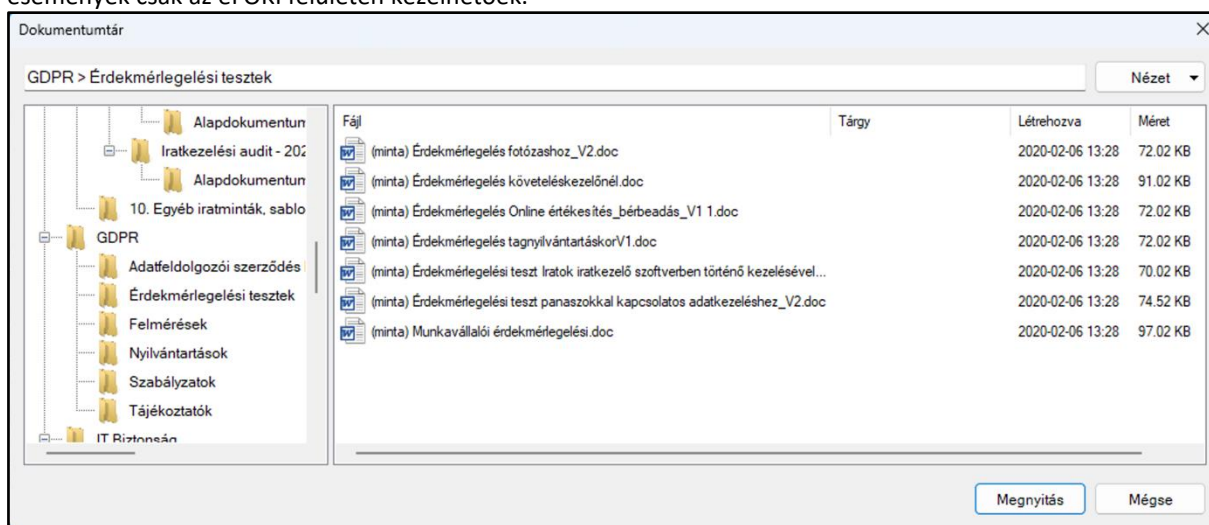 események csak az ePOKI felületén kezelhetőek.
Dokumentumtár
GDPR > Érdekmérlegelési tesztek
Nézet
Alapdokumentum
Iratkezelési audit - 202
Alapdokumentum
10. Egyéb iratminták, sablo
GDPR
Adatfeldolgozói szerződés
Érdekmérlegelési tesztek
Felmérések
Nyilvántartások
Szabályzatok
Tájékoztatók
IT Biztonság
Fájl Tárgy Létrehozva Méret
(minta) Érdekmérlegelés fotózashoz_V2.doc 2020-02-06 13:28 72.02 KB
(minta) Érdekmérlegelés követeléskezelőnél.doc 2020-02-06 13:28 91.02 KB
(minta) Érdekmérlegelés Online értékesítés_bérbeadás_V1 1.doc 2020-02-06 13:28 72.02 KB
(minta) Érdekmérlegelés tagnyilvántartáskorV1.doc 2020-02-06 13:28 72.02 KB
(minta) Érdekmérlegelési teszt Iratok iratkezelő szoftverben történő kezelésével... 2020-02-06 13:28 70.02 KB
(minta) Érdekmérlegelési teszt panaszokkal kapcsolatos adatkezeléshez_V2.doc 2020-02-06 13:28 74.52 KB
(minta) Munkavállalói érdekmérlegelési.doc 2020-02-06 13:28 97.02 KB
Megnyitás Mégse